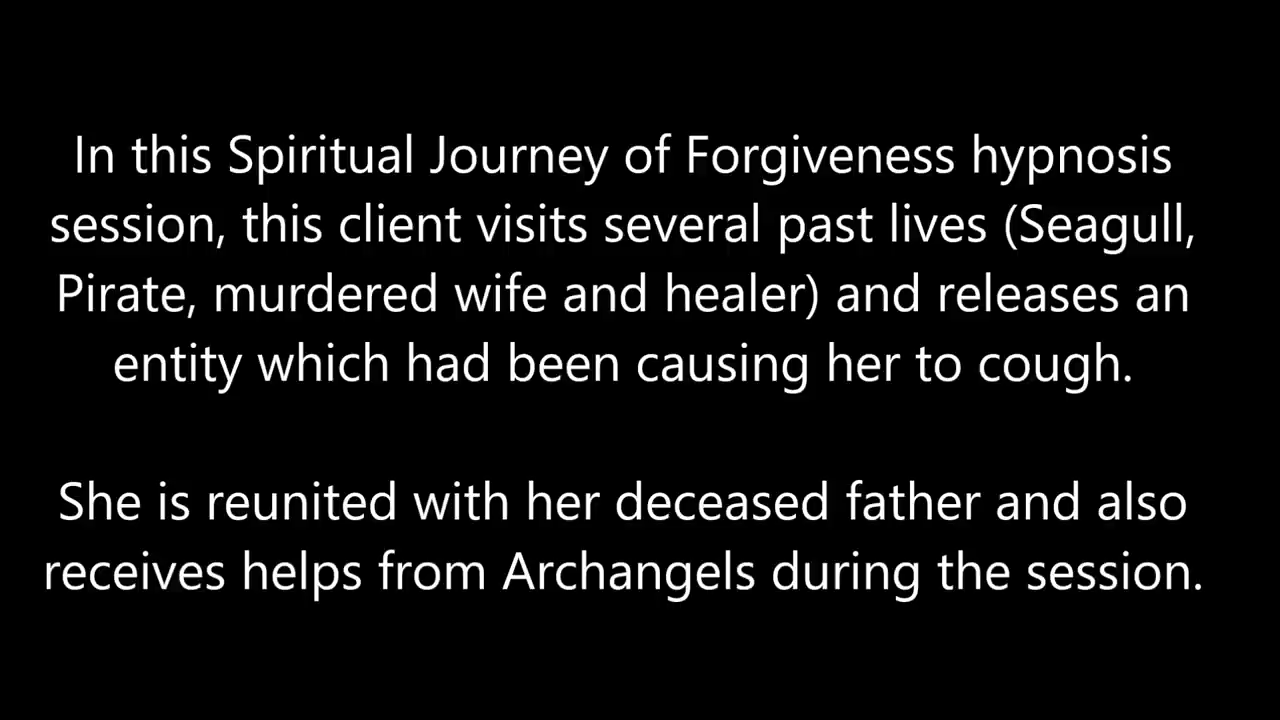 In this Spiritual Journey of Forgiveness hypnosis
session, this client visits several past lives (Seagull,
Pirate, murdered wife and healer) and releases an
entity which had been causing her to cough.
She is reunited with her deceased father and also
receives helps from Archangels during the session.